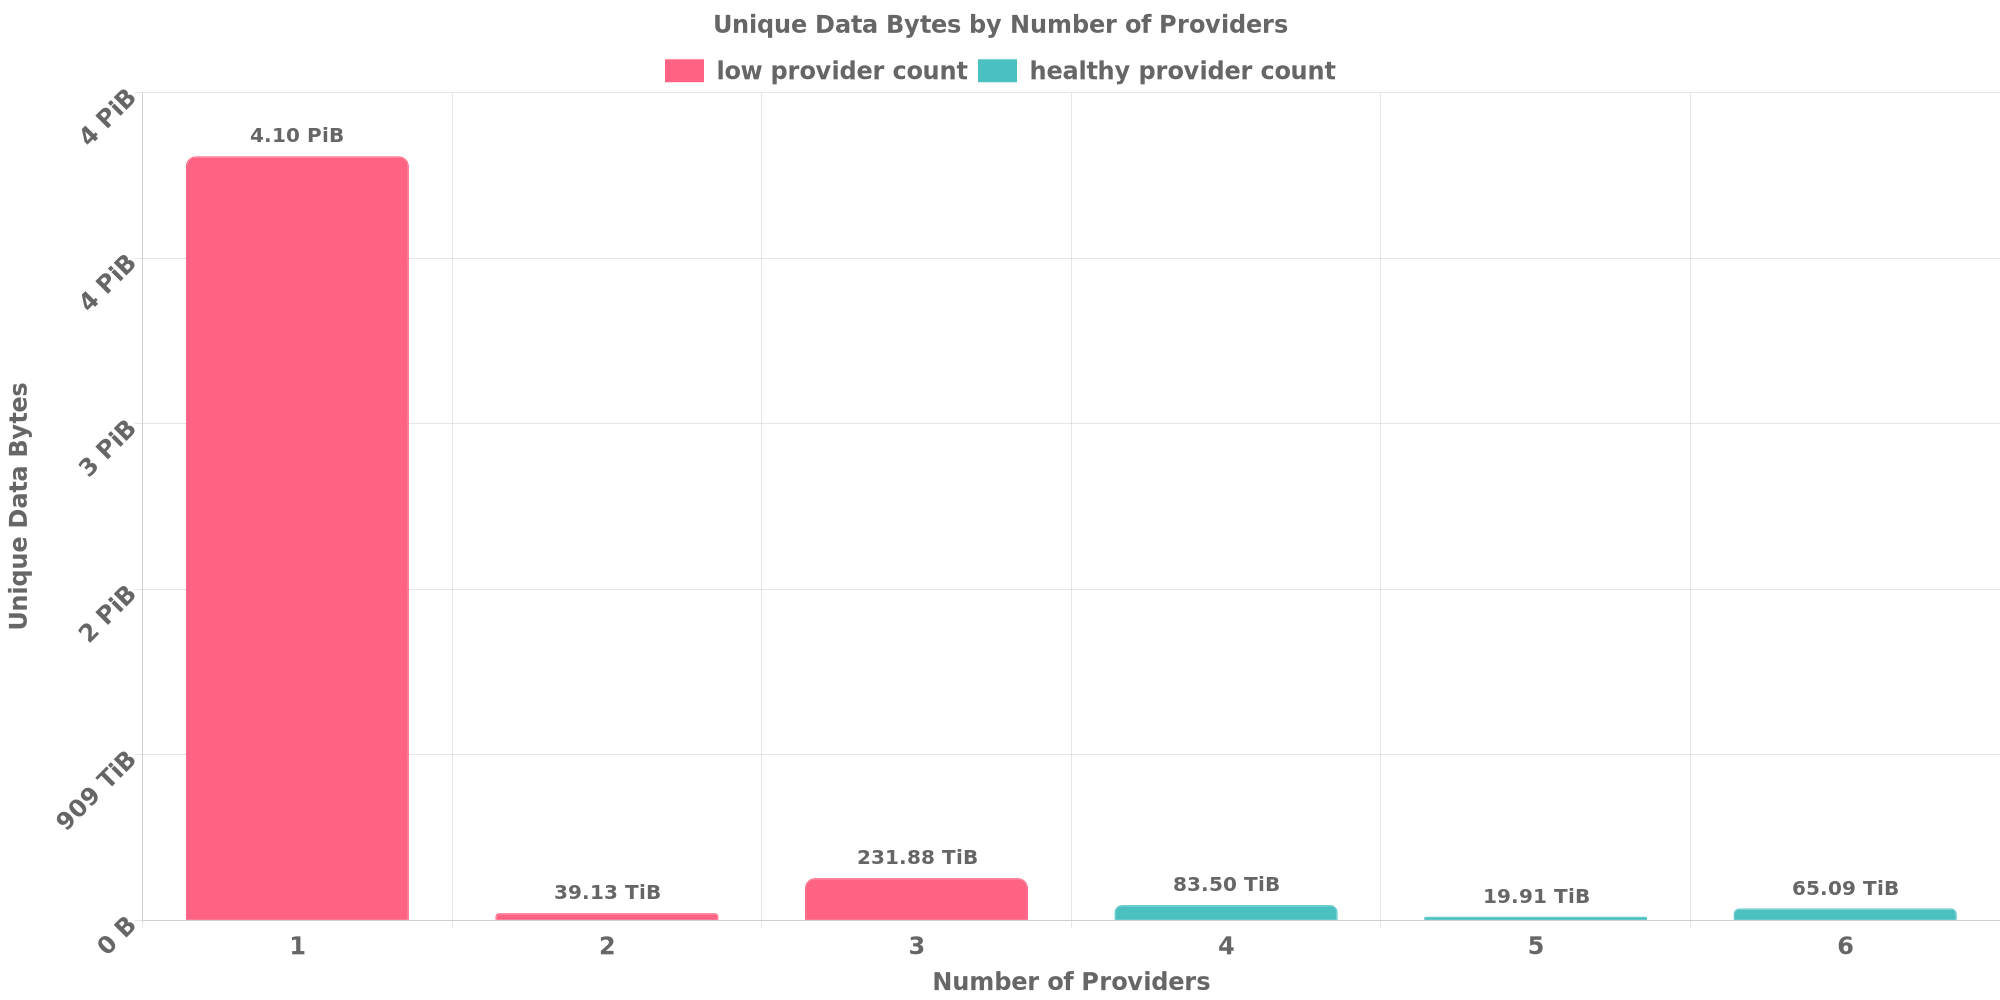 Unique Data Bytes by Number of Providers
low provider count healthy provider count
4 PiB
4 PiB
3 PiB
2 PiB
909 TiB
0 B
Unique Data Bytes
4.10 PiB
39.13 TiB
231.88 TiB
83.50 TiB
19.91 TiB
65.09 TiB
1 2 3 4 5 6
Number of Providers